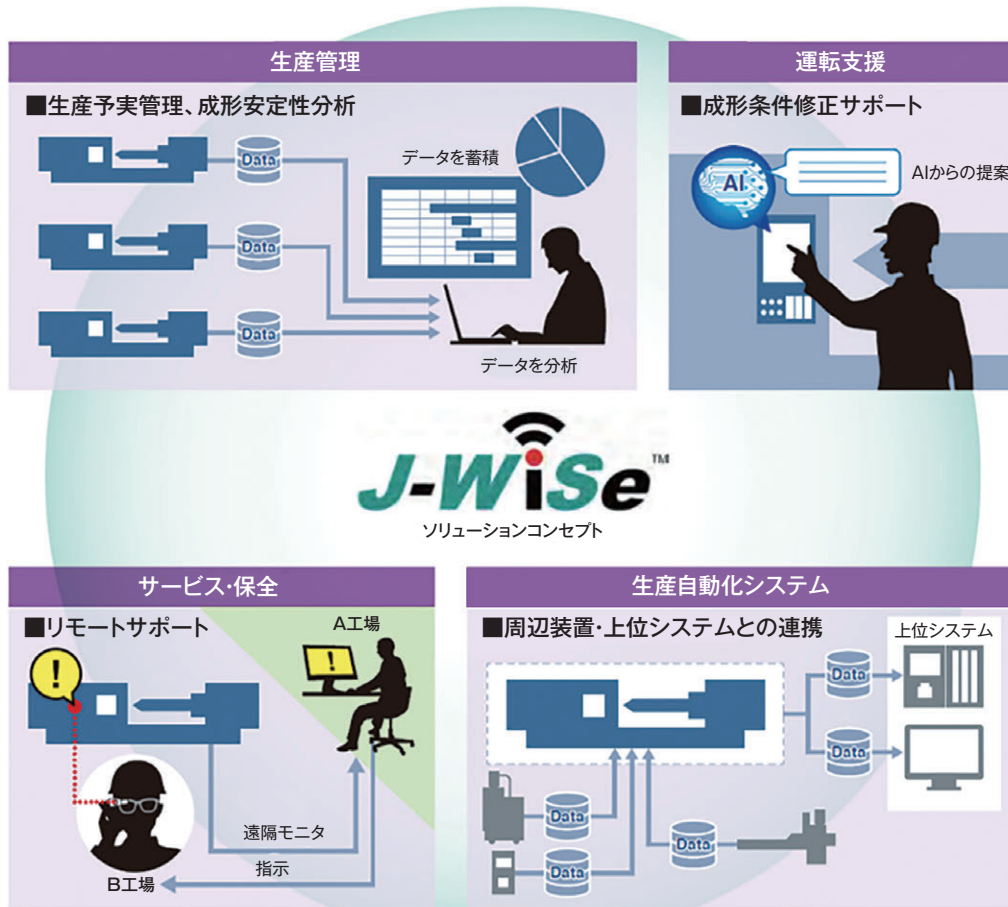 生産管理
■生産予実管理、成形安定性分析
Data
データを蓄積
Data
Data
データを分析
運転支援
■成形条件修正サポート
AI
AIからの提案
J-WiSe™
ソリューションコンセプト
サービス・保全
■リモートサポート
A工場
!
!
遠隔モニタ
指示
B工場
生産自動化システム
■周辺装置・上位システムとの連携
上位システム
Data
Data
Data
Data
Data